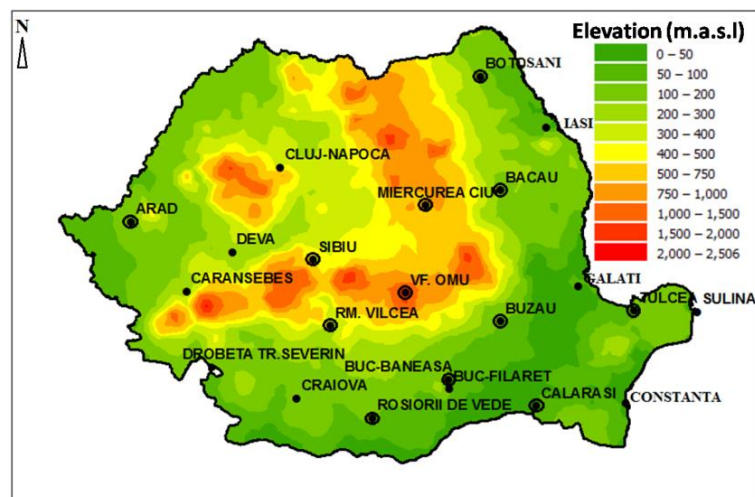 N
Elevation (m.a.s.l)
0 – 50
50 – 100
100 – 200
200 – 300
300 – 400
400 – 500
500 – 750
750 – 1,000
1,000 – 1,500
1,500 – 2,000
2,000 – 2,506
BOTOSANI
IASI
CLUJ-NAPOCA
BACAU
MIERCUREA CIUC
ARAD
DEVA
SIBIU
CARANSEBES
VF. OMU
GALATI
TULCEA SULINA
RM. VILCEA
BUZAU
DROBETA TR.SEVERIN
BUC-BANEASA
BUC-FILARET
CRAIOVA
CALARASI
CONSTANTA
ROSIORII DE VEDE